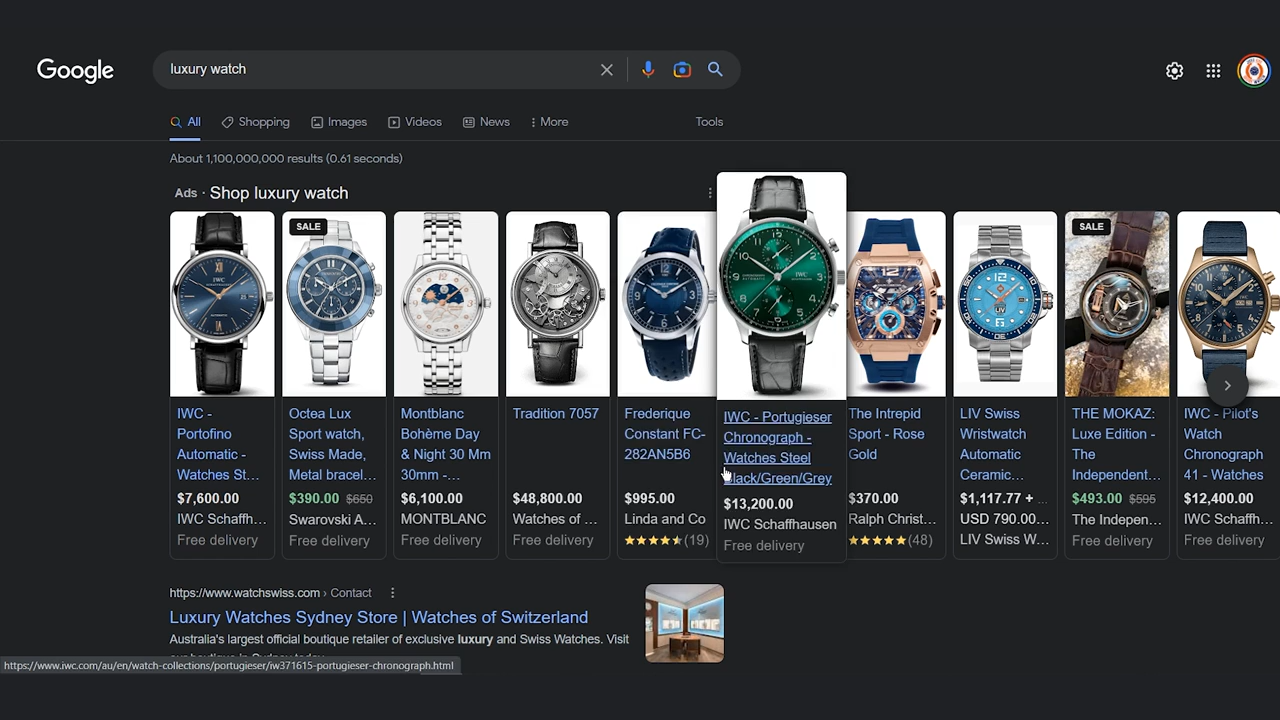 Google
luxury watch
All
Shopping
Images
Videos
News
More
Tools
About 1,100,000,000 results (0.61 seconds)
Ads · Shop luxury watch
IWC -
Portofino
Automatic -
Watches St...
$7,600.00
IWC Schaffh...
Free delivery
SALE
Octea Lux
Sport watch,
Swiss Made,
Metal bracel...
$390.00 $650
Swarovski A...
Free delivery
Montblanc
Bohème Day
& Night 30 Mm
30mm -...
$6,100.00
MONTBLANC
Free delivery
Tradition 7057
$48,800.00
Watches of ...
Free delivery
Frederique
Constant FC-
282AN5B6
$995.00
Linda and Co
(19)
IWC - Portugieser
Chronograph -
Watches Steel
Black/Green/Grey
$13,200.00
IWC Schaffhausen
Free delivery
The Intrepid
Sport - Rose
Gold
$370.00
Ralph Christ...
(48)
LIV Swiss
Wristwatch
Automatic
Ceramic...
$1,117.77 + ...
USD 790.00...
LIV Swiss W...
SALE
THE MOKAZ:
Luxe Edition -
The
Independent...
$493.00 $595
The Indepen...
Free delivery
IWC - Pilot's
Watch
Chronograph
41 - Watches
$12,400.00
IWC Schaffh...
Free delivery
https://www.watchswiss.com › Contact
Luxury Watches Sydney Store | Watches of Switzerland
Australia's largest official boutique retailer of exclusive luxury and Swiss Watches. Visit
our boutique in Sydney today
https://www.iwc.com/au/en/watch-collections/portugieser/iw371615-portugieser-chronograph.html